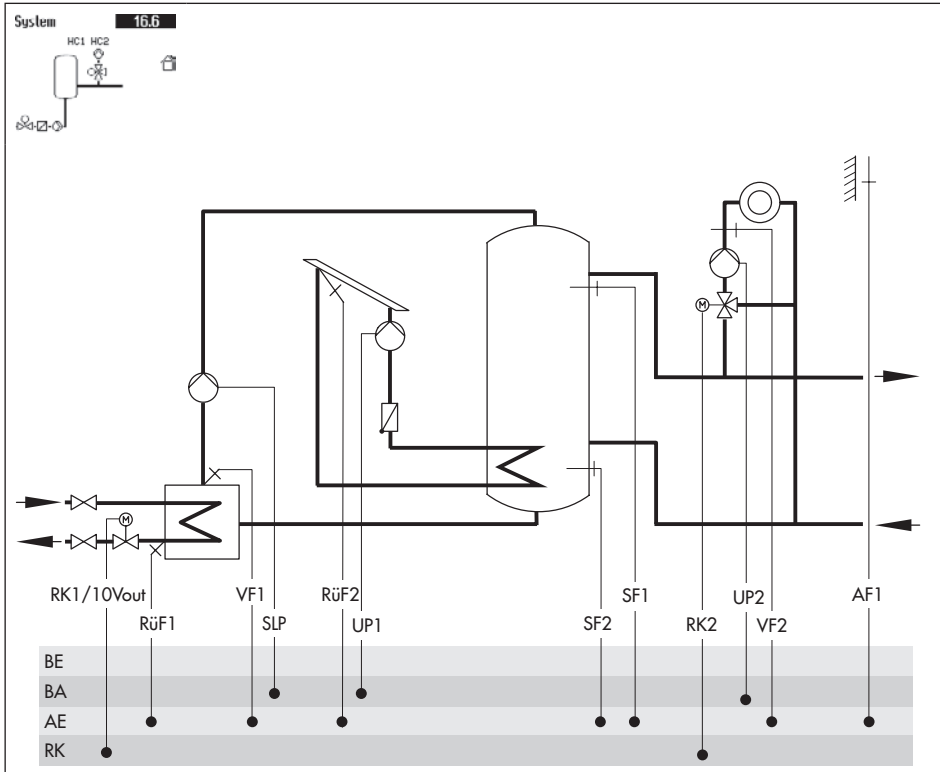 System 16.6
HC1 HC2
M
M
RK1/10Vout VF1 RüF2 SF1 UP2 AF1
RüF1 SLP UP1 SF2 RK2 VF2
BE
BA
AE
RK